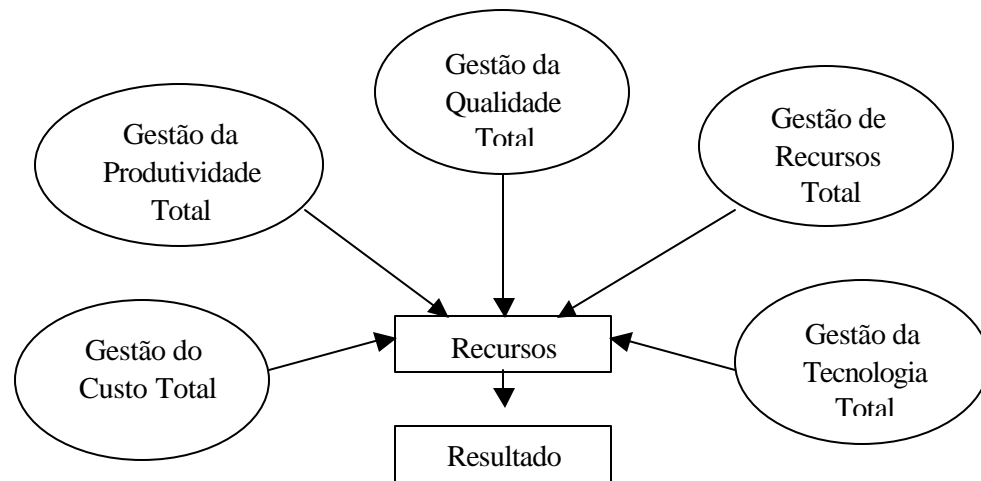 Gestão da
Qualidade
Total
Gestão da
Produtividade
Total
Gestão de
Recursos
Total
Gestão do
Custo Total
Recursos
Gestão da
Tecnologia
Total
Resultado